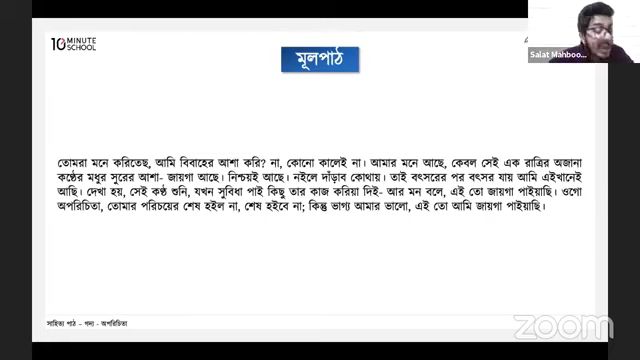 10 MINUTE SCHOOL
মূলপাঠ
Salat Mahboo...
তোমরা মনে করিতেছ, আমি বিবাহের আশা করি? না, কোনো কালেই না। আমার মনে আছে, কেবল সেই এক রাত্রির অজানা
কণ্ঠের মধুর সুরের আশা- জায়গা আছে। নিশ্চয়ই আছে। নইলে দাঁড়াব কোথায়। তাই বৎসরের পর বৎসর যায় আমি এইখানেই
আছি। দেখা হয়, সেই কণ্ঠ শুনি, যখন সুবিধা পাই কিছু তার কাজ করিয়া দিই- আর মন বলে, এই তো জায়গা পাইয়াছি। ওগো
অপরিচিতা, তোমার পরিচয়ের শেষ হইল না, শেষ হইবে না; কিন্তু ভাগ্য আমার ভালো, এই তো আমি জায়গা পাইয়াছি।
সাহিত্য পাঠ - গদ্য - অপরিচিতা
zoom